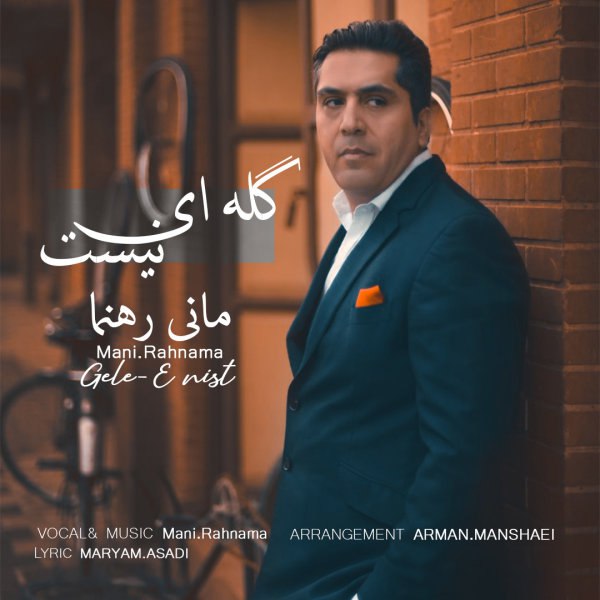 گله ای
نیست
مانی رهنما
Mani.Rahnama
Gele-E nist
VOCAL& MUSIC Mani.Rahnama
ARRANGEMENT ARMAN.MANSHAEI
LYRIC MARYAM.ASADI